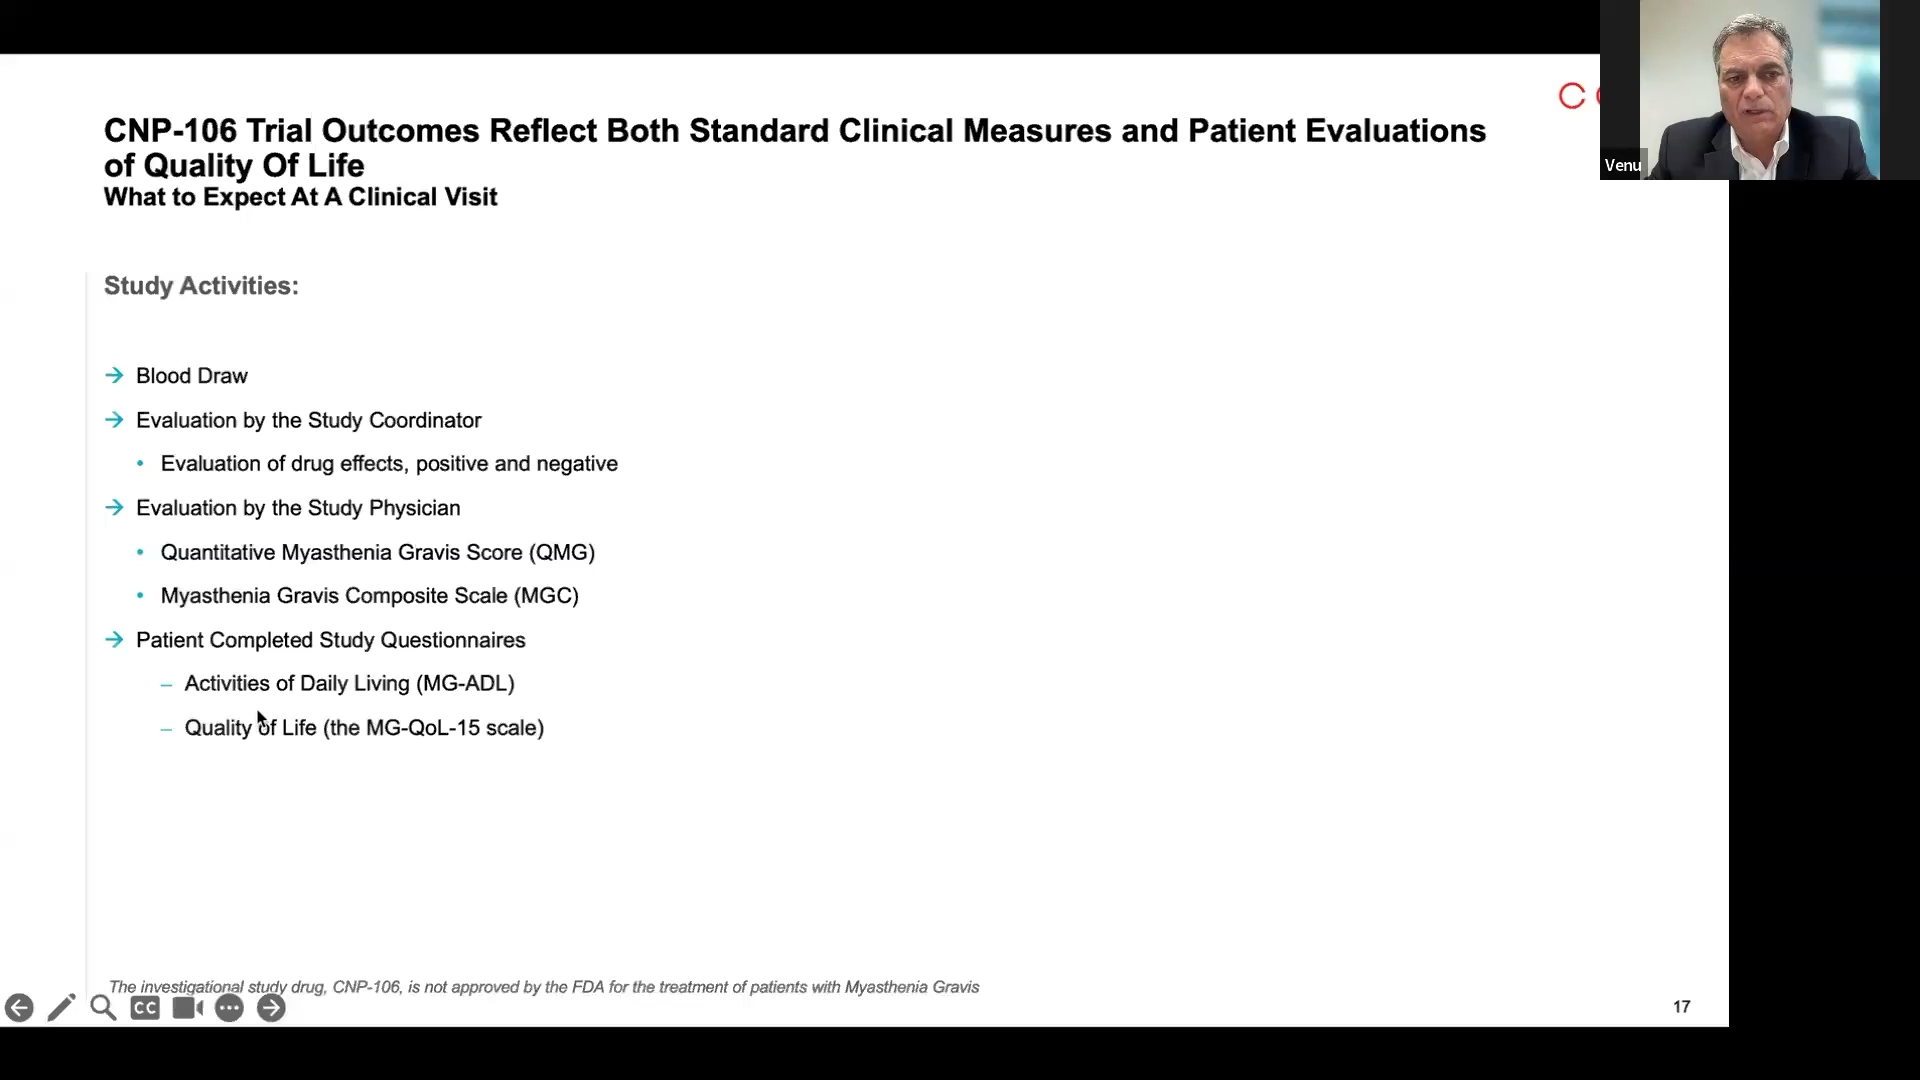 CNP-106 Trial Outcomes Reflect Both Standard Clinical Measures and Patient Evaluations
of Quality Of Life
What to Expect At A Clinical Visit
Venu
Study Activities:
→ Blood Draw
→ Evaluation by the Study Coordinator
• Evaluation of drug effects, positive and negative
→ Evaluation by the Study Physician
• Quantitative Myasthenia Gravis Score (QMG)
• Myasthenia Gravis Composite Scale (MGC)
→ Patient Completed Study Questionnaires
– Activities of Daily Living (MG-ADL)
– Quality of Life (the MG-QoL-15 scale)
The investigational study drug, CNP-106, is not approved by the FDA for the treatment of patients with Myasthenia Gravis
CC
17